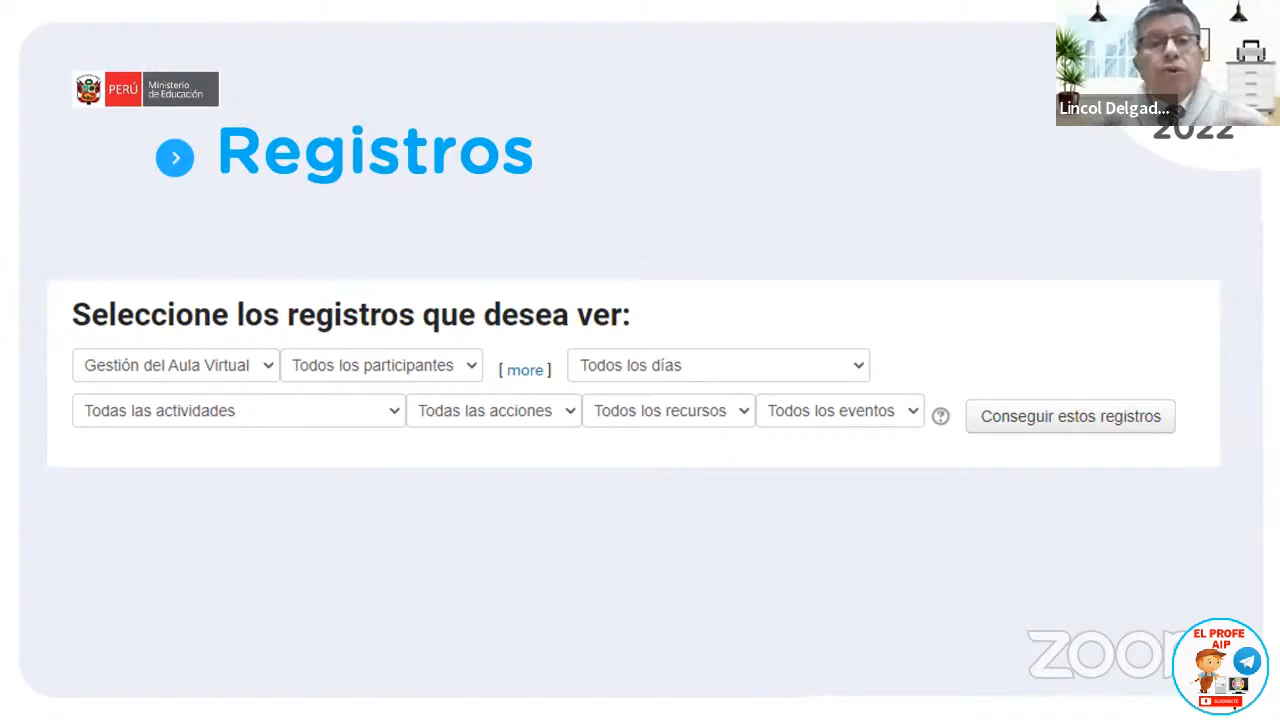 PERÚ
Ministerio
de Educación
Registros
Lincol Delgad...
2022
Seleccione los registros que desea ver:
Gestión del Aula Virtual Todos los participantes [ more ] Todos los días
Todas las actividades Todas las acciones Todos los recursos Todos los eventos Conseguir estos registros
zoom
EL PROFE
AIP
SUSCRÍBETE